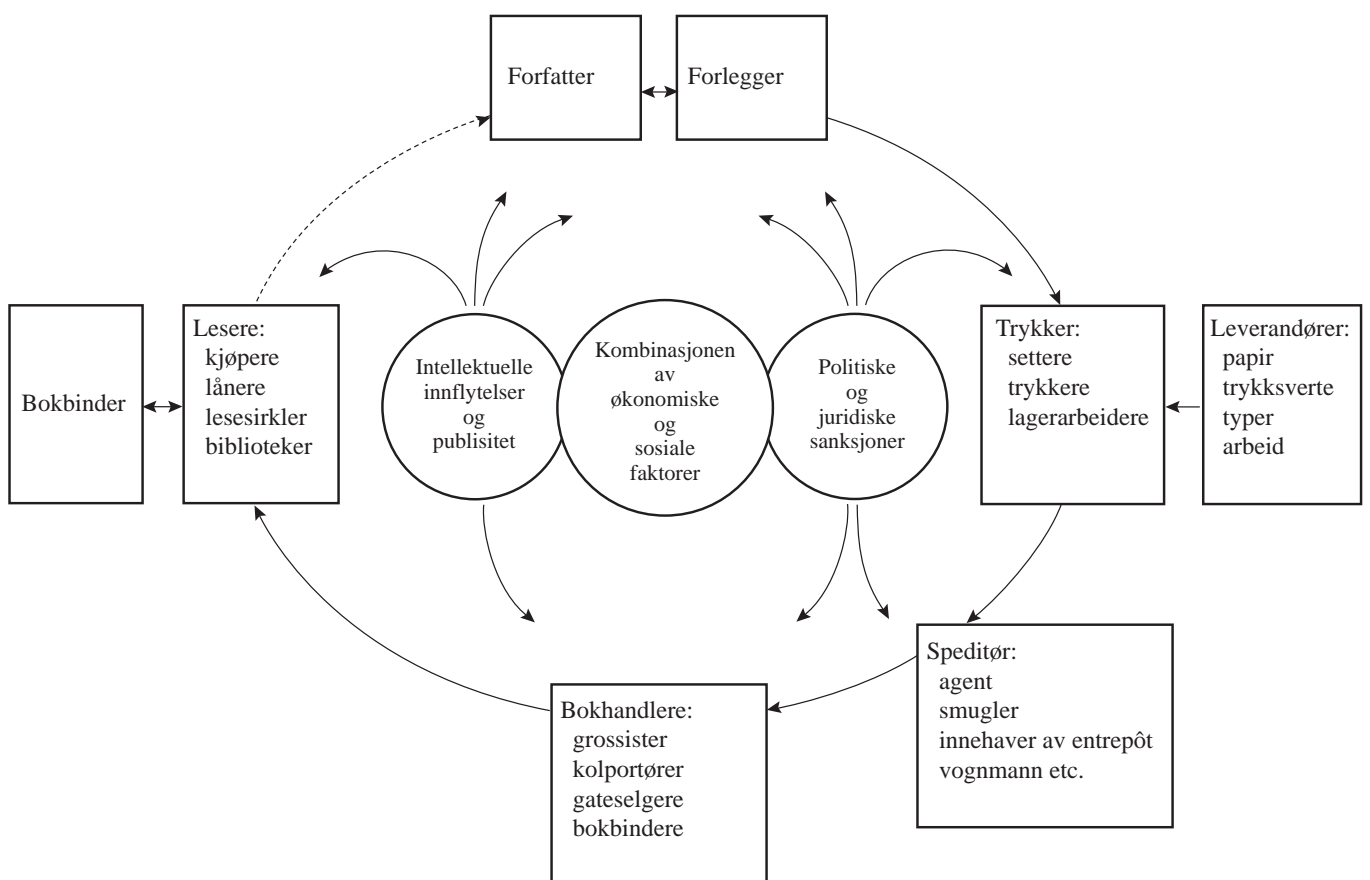 Forfatter
Forlegger
Bokbinder
Lesere:
kjøpere
lånere
lesesirkler
biblioteker
Intellektuelle
innflytelser
og
publisitet
Kombinasjonen
av
økonomiske
og
sosiale
faktorer
Politiske
og
juridiske
sanksjoner
Trykker:
settere
trykkere
lagerarbeidere
Leverandører:
papir
trykksverte
typer
arbeid
Speditør:
agent
smugler
innehaver av entrepôt
vognmann etc.
Bokhandlere:
grossister
kolportører
gateselgere
bokbindere